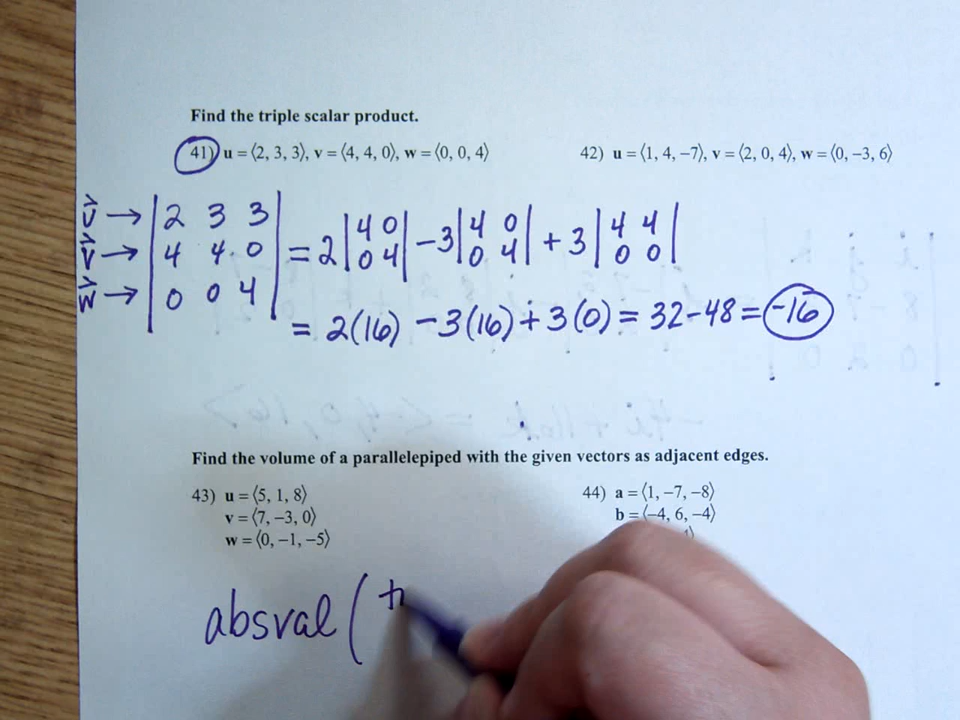 Find the triple scalar product.
41) u = ⟨2, 3, 3⟩, v = ⟨4, 4, 0⟩, w = ⟨0, 0, 4⟩
42) u = ⟨1, 4, −7⟩, v = ⟨2, 0, 4⟩, w = ⟨0, −3, 6⟩
U → | 2 3 3 |
V → | 4 4 0 | = 2 | 4 0 | − 3 | 4 0 | + 3 | 4 4 |
| 0 4 | | 0 4 | | 0 0 |
W → | 0 0 4 |
= 2(16) − 3(16) + 3(0) = 32 − 48 = −16
Find the volume of a parallelepiped with the given vectors as adjacent edges.
43) u = ⟨5, 1, 8⟩
v = ⟨7, −3, 0⟩
w = ⟨0, −1, −5⟩
44) a = ⟨1, −7, −8⟩
b = ⟨−4, 6, −4⟩
absval (